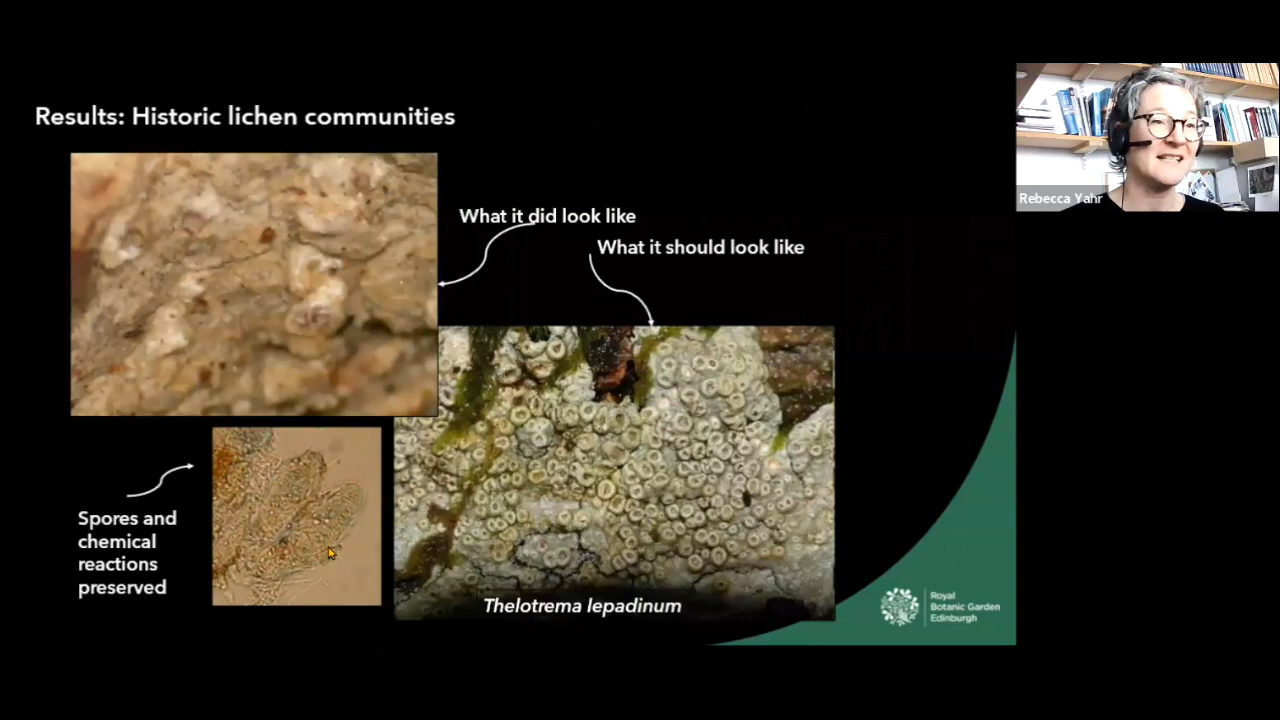 Results: Historic lichen communities
What it did look like
What it should look like
Spores and
chemical
reactions
preserved
Thelotrema lepadinum
Royal
Botanic Garden
Edinburgh
Rebecca Yahr